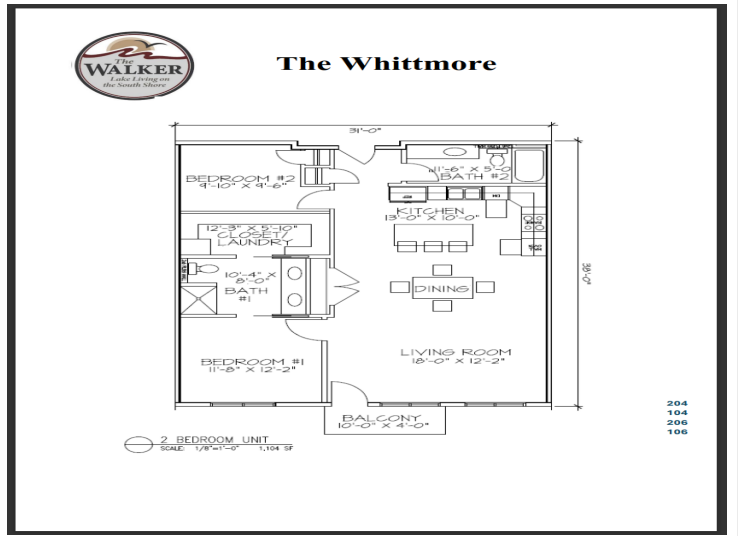 The
WALKER
Lake Living on
the South Shore
The Whittmore
31'-0"
BEDROOM #2
9'-10" X 9'-6"
11'-6" X 5'-0
BATH #2
KITCHEN
13'-0" X 10'-0"
12'-3" X 5'-10"
CLOSET/
LAUNDRY
10'-4" X
8'-0"
BATH
#1
DINING
38'-0"
BEDROOM #1
11'-8" X 12'-2"
LIVING ROOM
18'-0" X 12'-2"
BALCONY
10'-0" X 4'-0"
204
104
206
106
2 BEDROOM UNIT
SCALE: 1/8"=1'-0" 1,104 SF